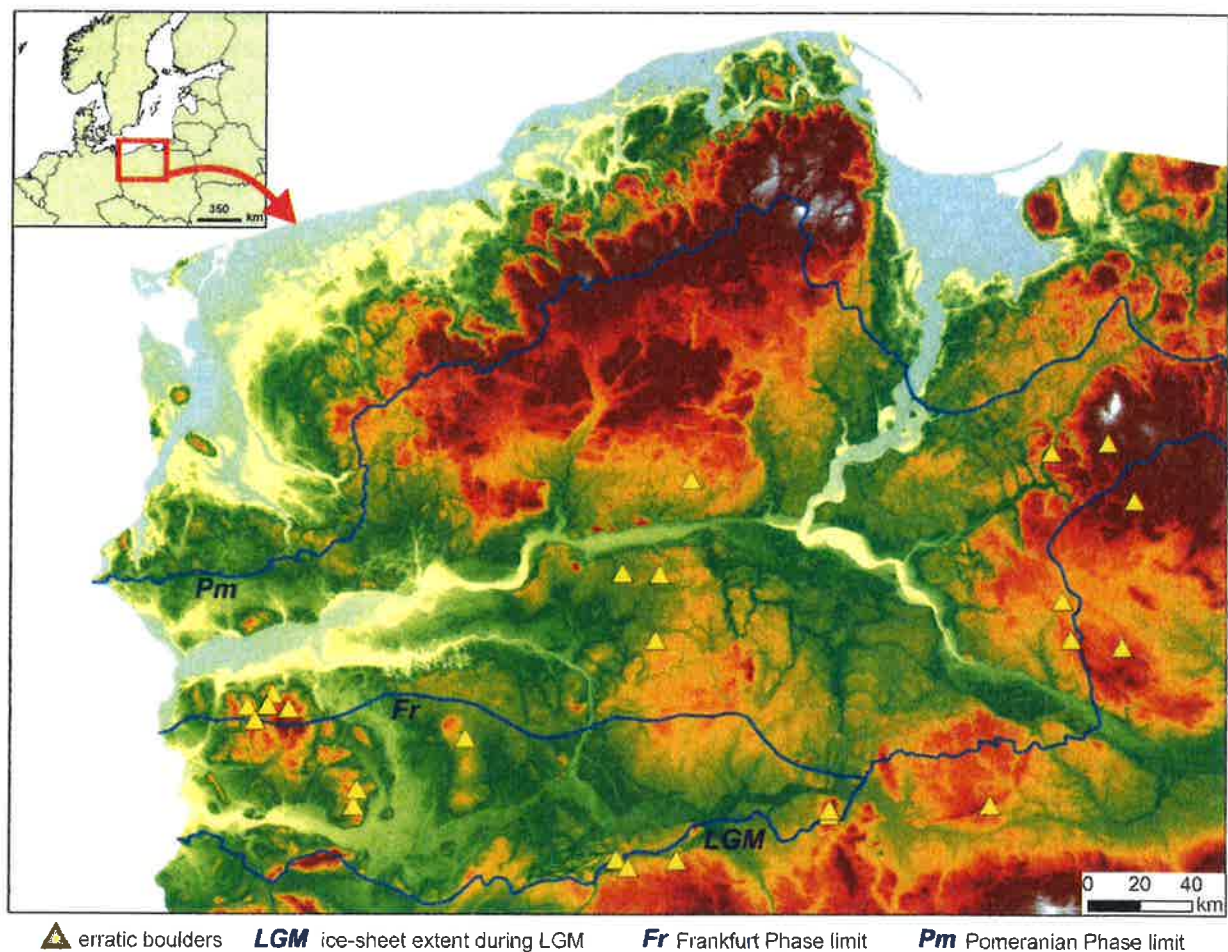 350
km
Pm
Fr
LGM
0 20 40
km
erratic boulders LGM ice-sheet extent during LGM Fr Frankfurt Phase limit Pm Pomeranian Phase limit